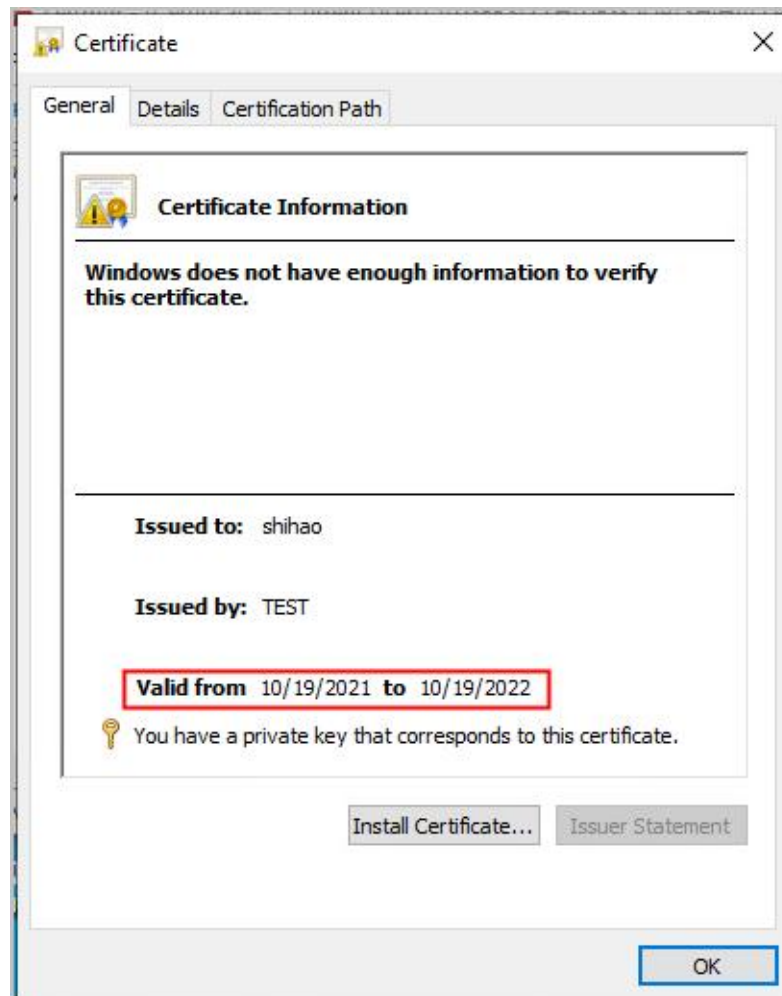 Certificate
General Details Certification Path
Certificate Information
Windows does not have enough information to verify
this certificate.
Issued to: shihao
Issued by: TEST
Valid from 10/19/2021 to 10/19/2022
You have a private key that corresponds to this certificate.
Install Certificate... Issuer Statement
OK